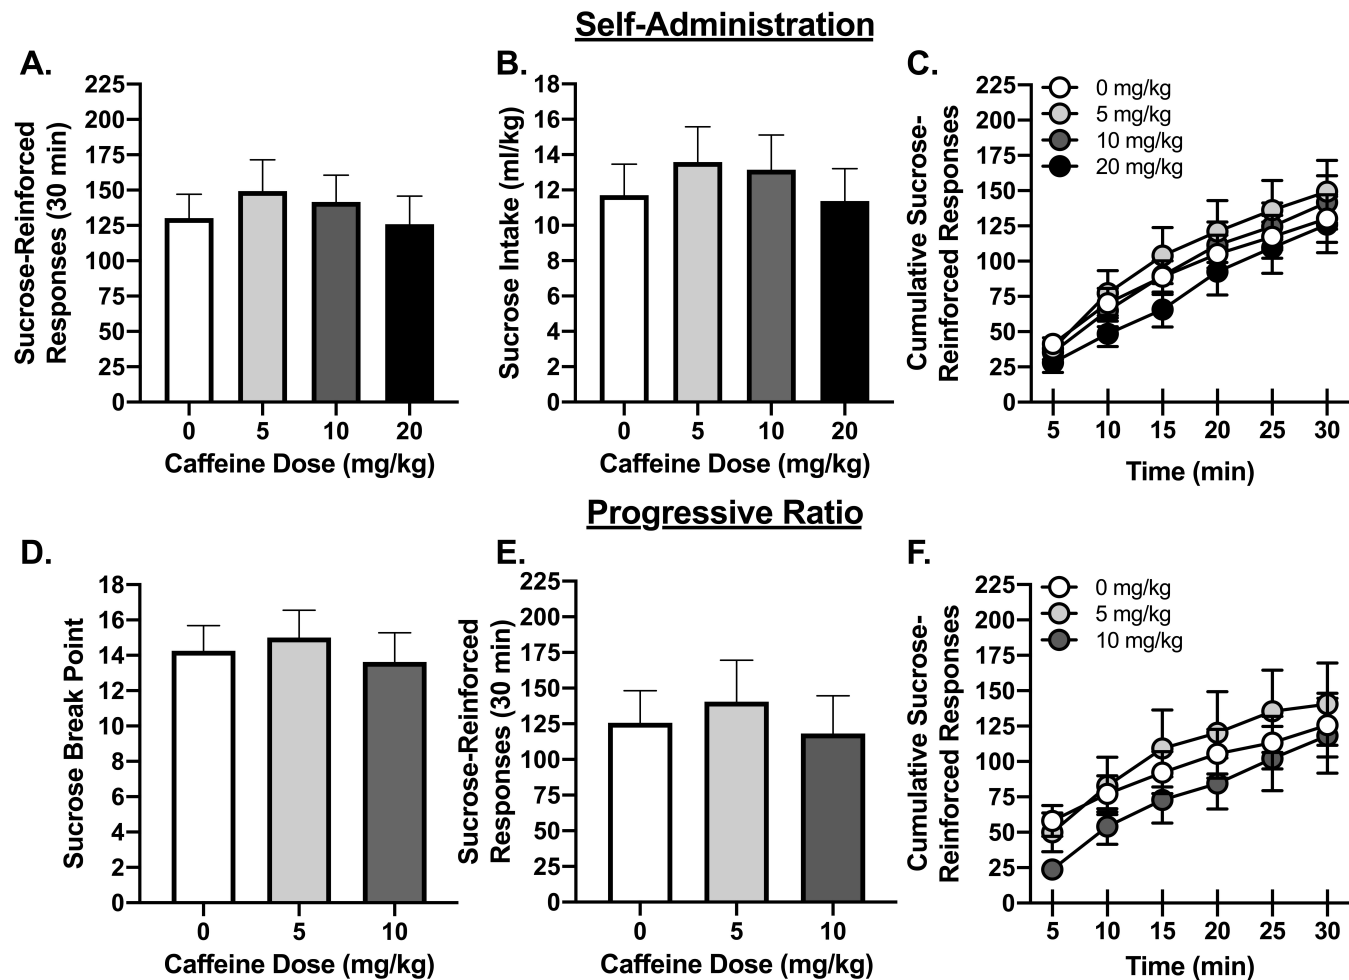 Self-Administration
A.
225
200
175
150
125
100
75
50
25
0
Sucrose-Reinforced
Responses (30 min)
0 5 10 20
Caffeine Dose (mg/kg)
B.
18
16
14
12
10
8
6
4
2
0
Sucrose Intake (ml/kg)
0 5 10 20
Caffeine Dose (mg/kg)
C.
225
200
175
150
125
100
75
50
25
0
Cumulative Sucrose-
Reinforced Responses
0 mg/kg
5 mg/kg
10 mg/kg
20 mg/kg
5 10 15 20 25 30
Time (min)
Progressive Ratio
D.
18
16
14
12
10
8
6
4
2
0
Sucrose Break Point
0 5 10
Caffeine Dose (mg/kg)
E.
225
200
175
150
125
100
75
50
25
0
Sucrose-Reinforced
Responses (30 min)
0 5 10
Caffeine Dose (mg/kg)
F.
225
200
175
150
125
100
75
50
25
0
Cumulative Sucrose-
Reinforced Responses
0 mg/kg
5 mg/kg
10 mg/kg
5 10 15 20 25 30
Time (min)